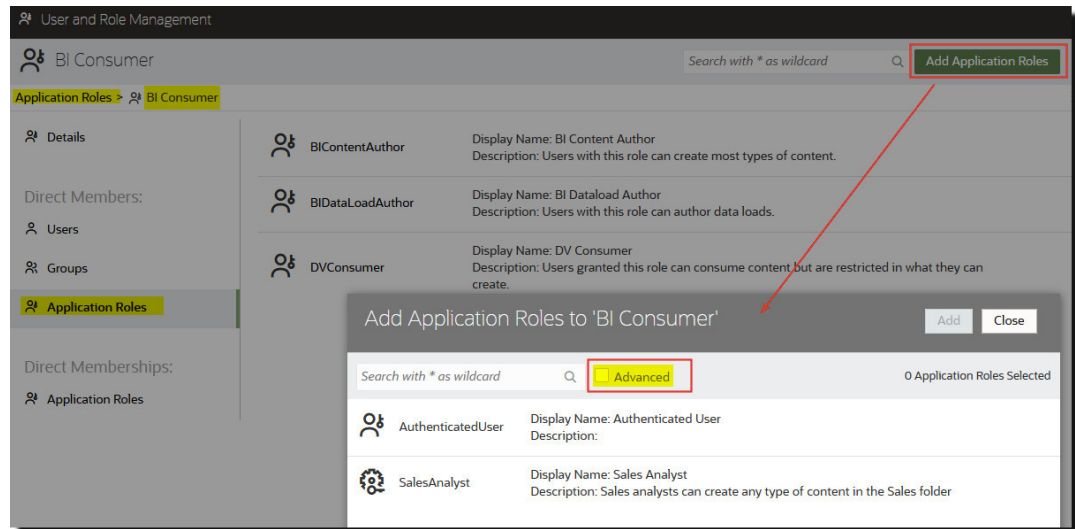 User and Role Management
BI Consumer
Search with * as wildcard
Add Application Roles
Application Roles > BI Consumer
Details
Direct Members:
Users
Groups
Application Roles
Direct Memberships:
Application Roles
BIContentAuthor
Display Name: BI Content Author
Description: Users with this role can create most types of content.
BIDataLoadAuthor
Display Name: BI Dataload Author
Description: Users with this role can author data loads.
DVConsumer
Display Name: DV Consumer
Description: Users granted this role can consume content but are restricted in what they can
create.
Add Application Roles to 'BI Consumer'
Add
Close
Search with * as wildcard
Advanced
0 Application Roles Selected
AuthenticatedUser
Display Name: Authenticated User
Description:
SalesAnalyst
Display Name: Sales Analyst
Description: Sales analysts can create any type of content in the Sales folder